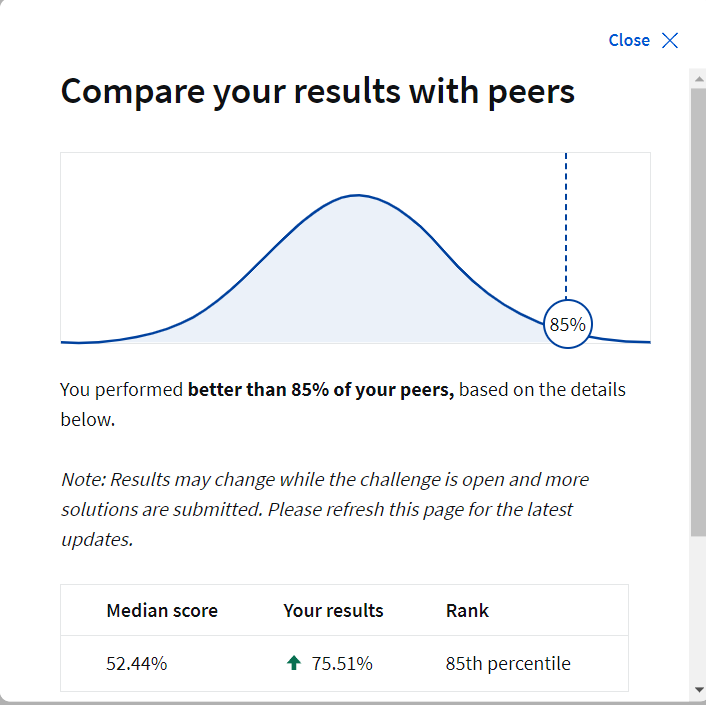 Close
Compare your results with peers
85%
You performed better than 85% of your peers, based on the details
below.
Note: Results may change while the challenge is open and more
solutions are submitted. Please refresh this page for the latest
updates.
Median score Your results Rank
52.44% 75.51% 85th percentile